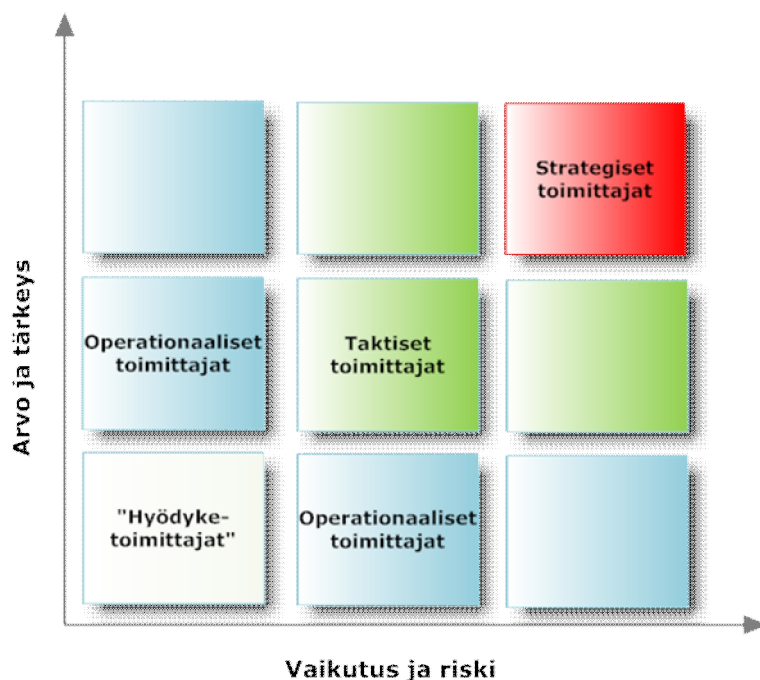 Strategiset
toimittajat
Operationaaliset
toimittajat
Taktiset
toimittajat
"Hyödyke-
toimittajat"
Operationaaliset
toimittajat
Arvo ja tärkeys
Vaikutus ja riski